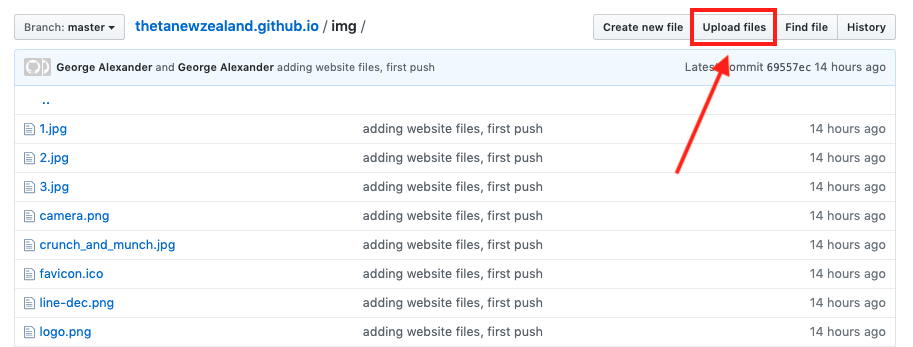 Branch: master thetanewzealand.github.io / img / Create new file Upload files Find file History
George Alexander and George Alexander adding website files, first push Latest commit 69557ec 14 hours ago
..
1.jpg adding website files, first push 14 hours ago
2.jpg adding website files, first push 14 hours ago
3.jpg adding website files, first push 14 hours ago
camera.png adding website files, first push 14 hours ago
crunch_and_munch.jpg adding website files, first push 14 hours ago
favicon.ico adding website files, first push 14 hours ago
line-dec.png adding website files, first push 14 hours ago
logo.png adding website files, first push 14 hours ago